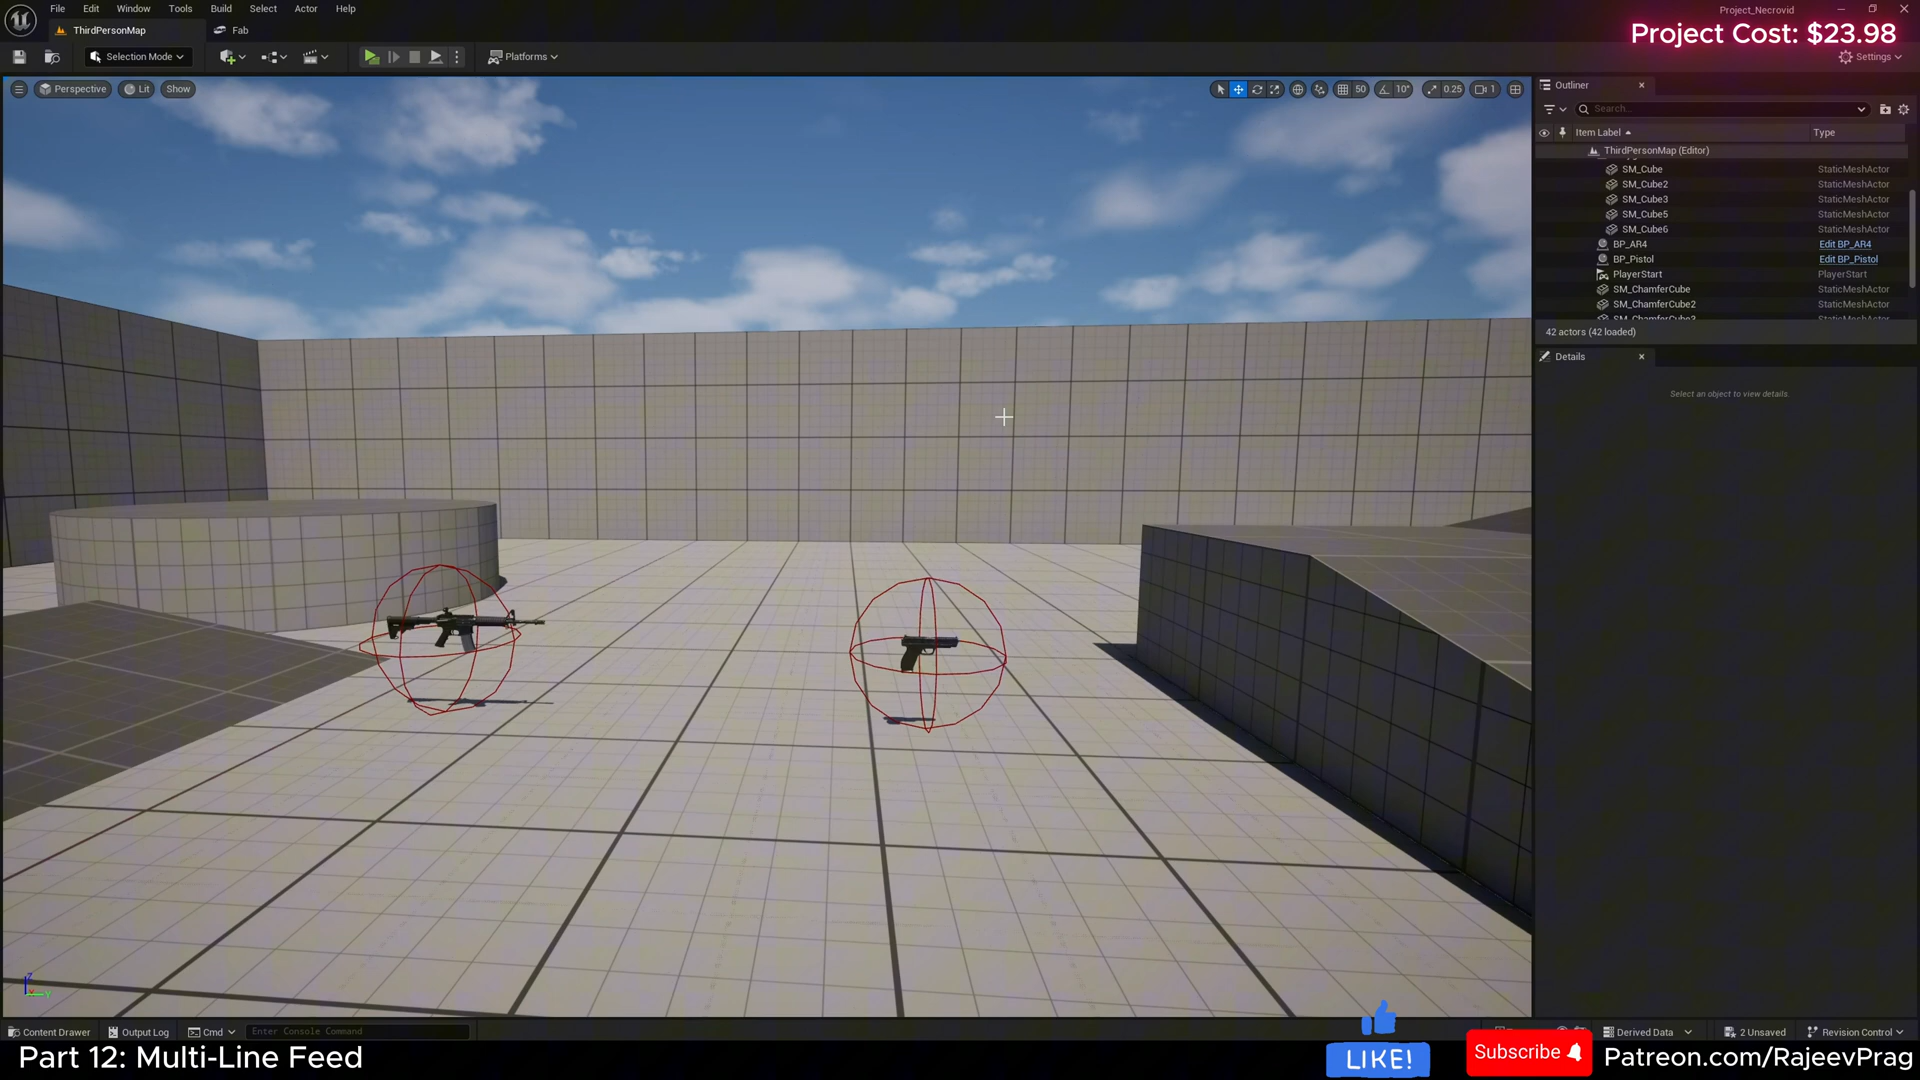 File Edit Window Tools Build Select Actor Help
Project_Necrovid
ThirdPersonMap
Fab
Project Cost: $23.98
Selection Mode
Platforms
Settings
Perspective
Lit
Show
50
10°
0.25
1
Outliner
Search...
Item Label
Type
ThirdPersonMap (Editor)
SM_Cube StaticMeshActor
SM_Cube2 StaticMeshActor
SM_Cube3 StaticMeshActor
SM_Cube5 StaticMeshActor
SM_Cube6 StaticMeshActor
BP_AR4 Edit BP_AR4
BP_Pistol Edit BP_Pistol
PlayerStart PlayerStart
SM_ChamferCube StaticMeshActor
SM_ChamferCube2 StaticMeshActor
SM_ChamferCube3 StaticMeshActor
42 actors (42 loaded)
Details
Select an object to view details.
Z
Y
Content Drawer
Output Log
Cmd
Enter Console Command
Derived Data
2 Unsaved
Revision Control
Part 12: Multi-Line Feed
LIKE!
Subscribe
Patreon.com/RajeevPrag